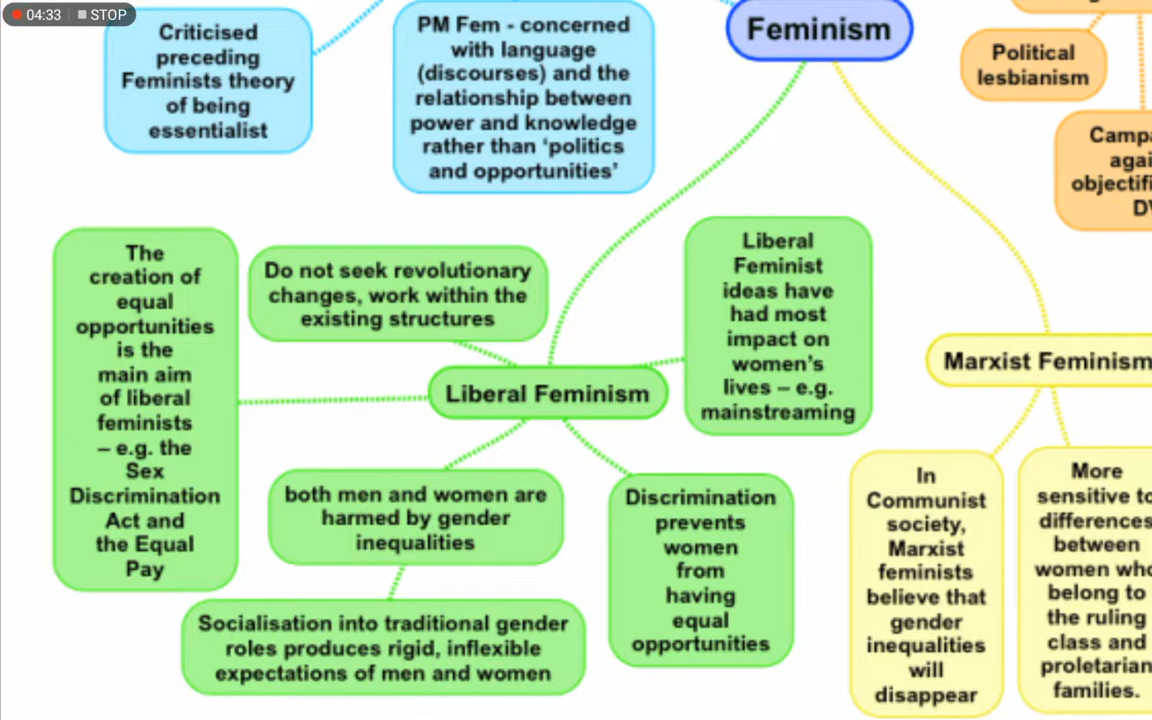 04:33 STOP
Criticised
preceding
Feminists theory
of being
essentialist
PM Fem - concerned
with language
(discourses) and the
relationship between
power and knowledge
rather than ‘politics
and opportunities’
Feminism
Political
lesbianism
The
creation of
equal
opportunities
is the
main aim
of liberal
feminists
– e.g. the
Sex
Discrimination
Act and
the Equal
Pay
Do not seek revolutionary
changes, work within the
existing structures
Liberal
Feminist
ideas have
had most
impact on
women’s
lives – e.g.
mainstreaming
Liberal Feminism
Marxist Feminism
both men and women are
harmed by gender
inequalities
Socialisation into traditional gender
roles produces rigid, inflexible
expectations of men and women
Discrimination
prevents
women
from
having
equal
opportunities
In
Communist
society,
Marxist
feminists
believe that
gender
inequalities
will
disappear
More
sensitive to
differences
between
women who
belong to
the ruling
class and
proletarian
families.